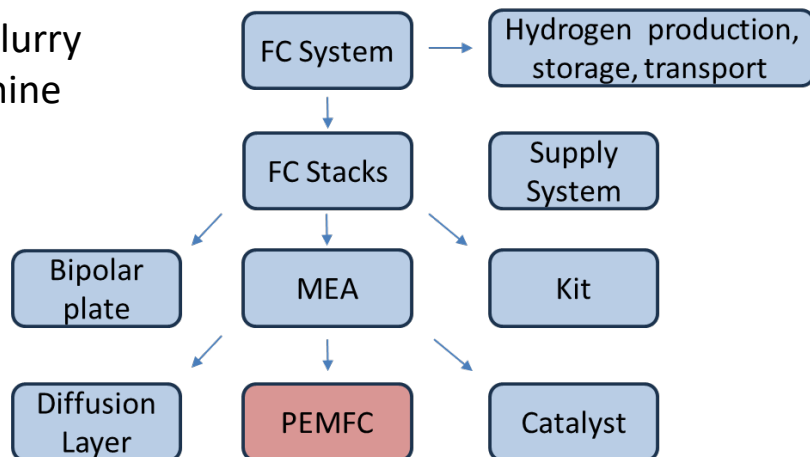 lurry
hine
FC System
Hydrogen production,
storage, transport
FC Stacks
Supply
System
Bipolar
plate
MEA
Kit
Diffusion
Layer
PEMFC
Catalyst